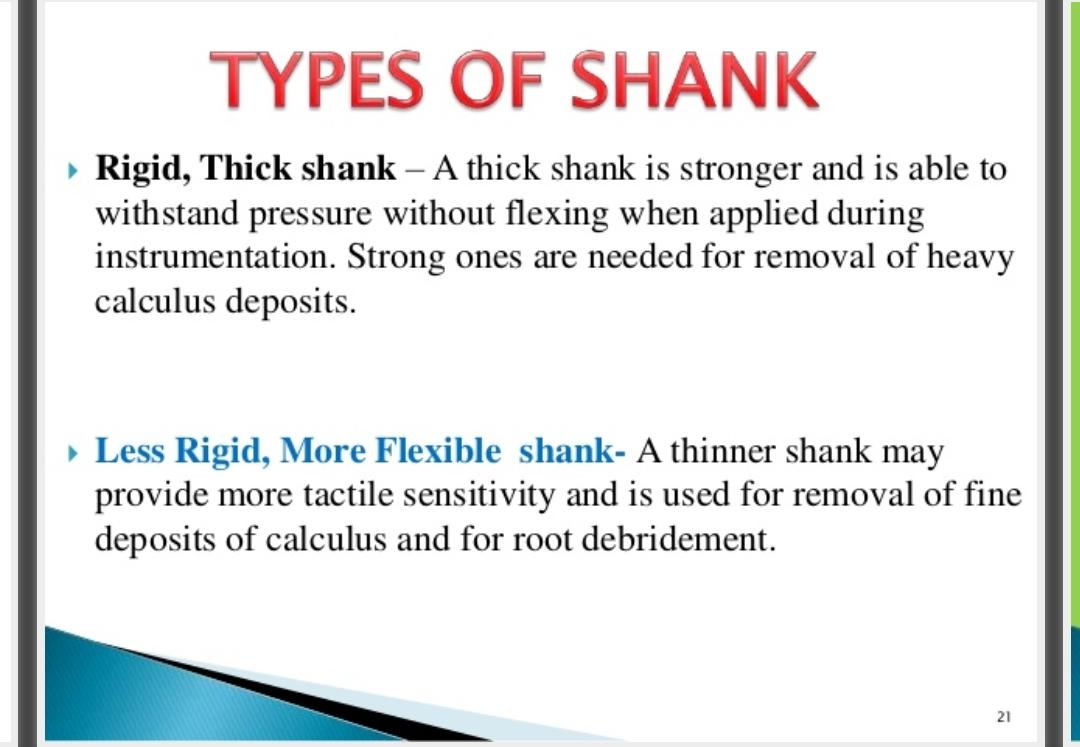 TYPES OF SHANK
Rigid, Thick shank – A thick shank is stronger and is able to
withstand pressure without flexing when applied during
instrumentation. Strong ones are needed for removal of heavy
calculus deposits.
Less Rigid, More Flexible shank- A thinner shank may
provide more tactile sensitivity and is used for removal of fine
deposits of calculus and for root debridement.
21